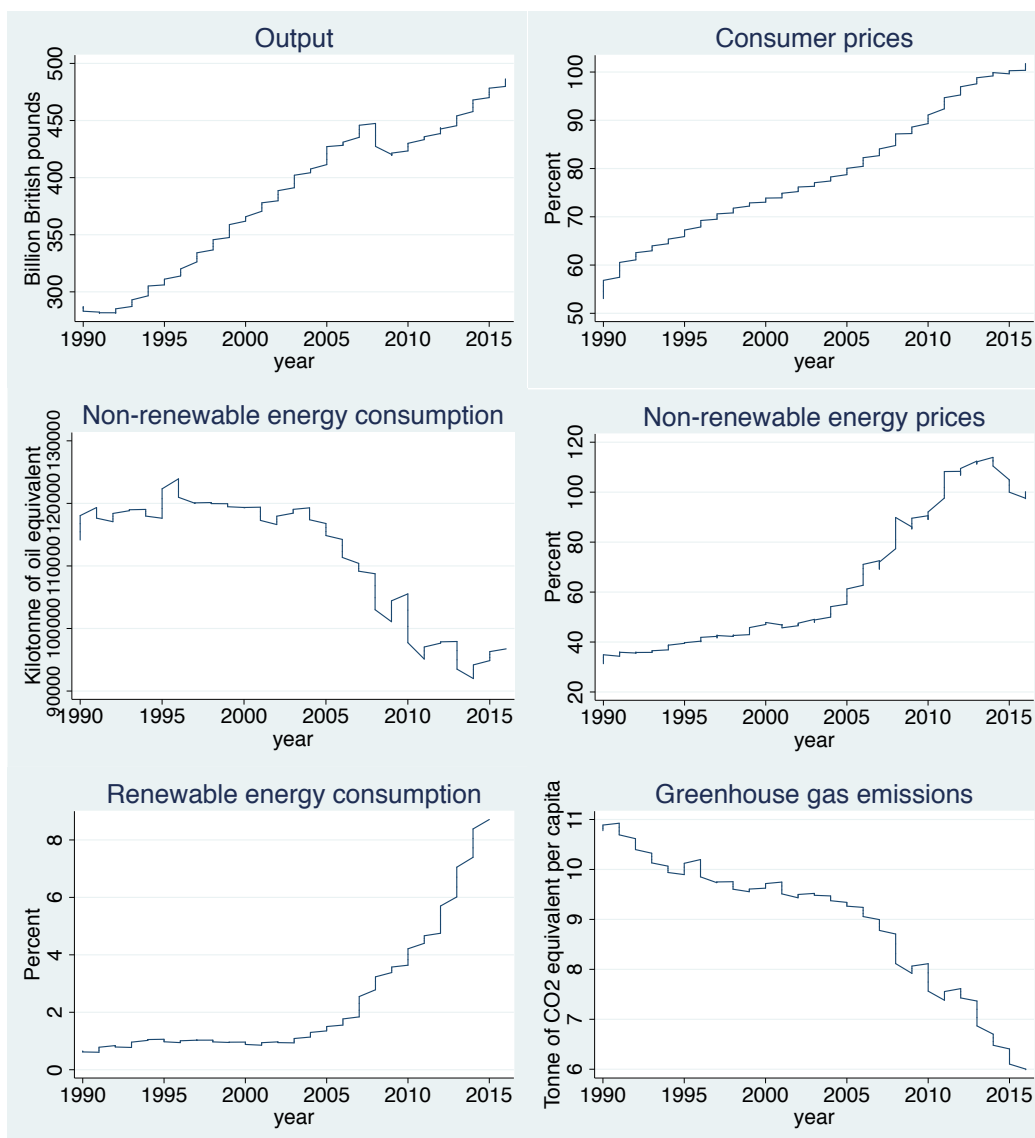 Output
Billion British pounds
500
450
400
350
300
1990 1995 2000 2005 2010 2015
year
Consumer prices
Percent
100
90
80
70
60
50
1990 1995 2000 2005 2010 2015
year
Non-renewable energy consumption
Kilotonne of oil equivalent
130000
120000
110000
100000
90000
1990 1995 2000 2005 2010 2015
year
Non-renewable energy prices
Percent
120
100
80
60
40
20
1990 1995 2000 2005 2010 2015
year
Renewable energy consumption
Percent
8
6
4
2
0
1990 1995 2000 2005 2010 2015
year
Greenhouse gas emissions
Tonne of CO2 equivalent per capita
11
10
9
8
7
6
1990 1995 2000 2005 2010 2015
year